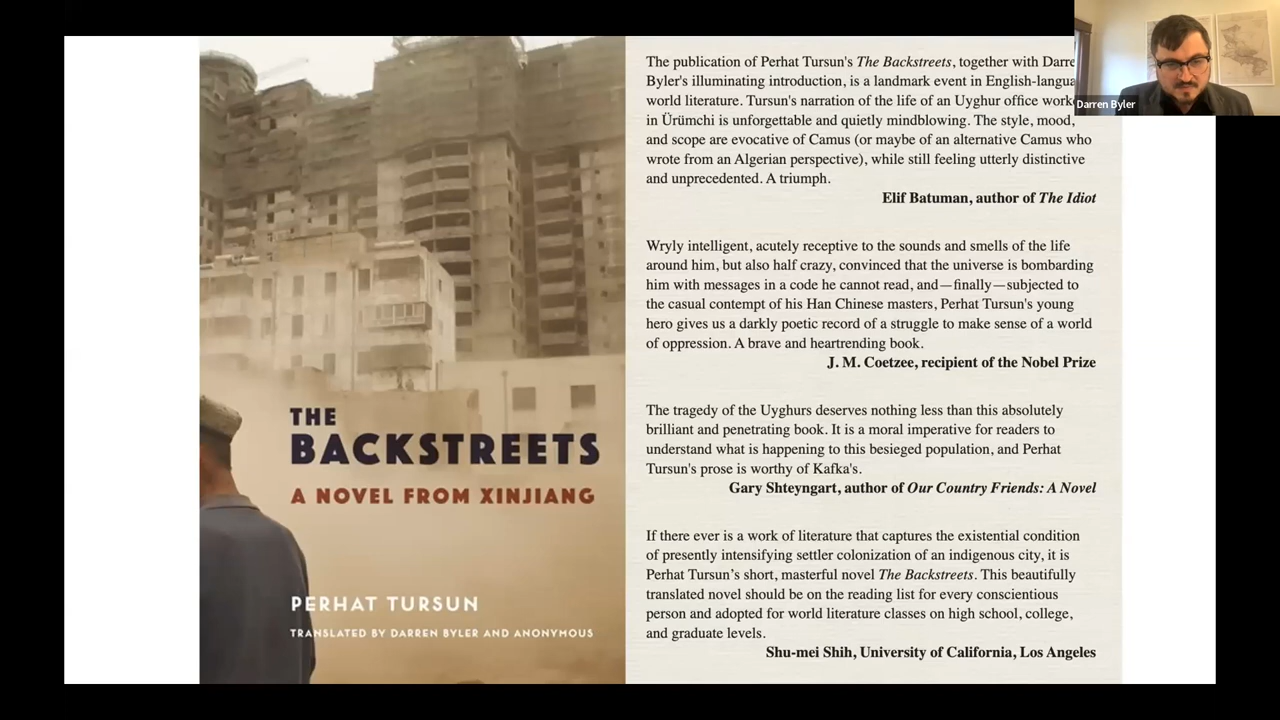 THE
BACKSTREETS
A NOVEL FROM XINJIANG
PERHAT TURSUN
TRANSLATED BY DARREN BYLER AND ANONYMOUS
The publication of Perhat Tursun's The Backstreets, together with
Byler's illuminating introduction, is a landmark event in
world literature. Tursun's narration of the life of an Uyghur office
in Ürümchi is unforgettable and quietly mindblowing. The style, mood,
and scope are evocative of Camus (or maybe of an alternative Camus who
wrote from an Algerian perspective), while still feeling utterly distinctive
and unprecedented. A triumph.
Elif Batuman, author of The Idiot
Wryly intelligent, acutely receptive to the sounds and smells of the life
around him, but also half crazy, convinced that the universe is bombarding
him with messages in a code he cannot read, and—finally—subjected to
the casual contempt of his Han Chinese masters, Perhat Tursun's young
hero gives us a darkly poetic record of a struggle to make sense of a world
of oppression. A brave and heartrending book.
J. M. Coetzee, recipient of the Nobel Prize
The tragedy of the Uyghurs deserves nothing less than this absolutely
brilliant and penetrating book. It is a moral imperative for readers to
understand what is happening to this besieged population, and Perhat
Tursun's prose is worthy of Kafka's.
Gary Shteyngart, author of Our Country Friends: A Novel
If there ever is a work of literature that captures the existential condition
of presently intensifying settler colonization of an indigenous city, it is
Perhat Tursun’s short, masterful novel The Backstreets. This beautifully
translated novel should be on the reading list for every conscientious
person and adopted for world literature classes on high school, college,
and graduate levels.
Shu-mei Shih, University of California, Los Angeles
Darren Byler